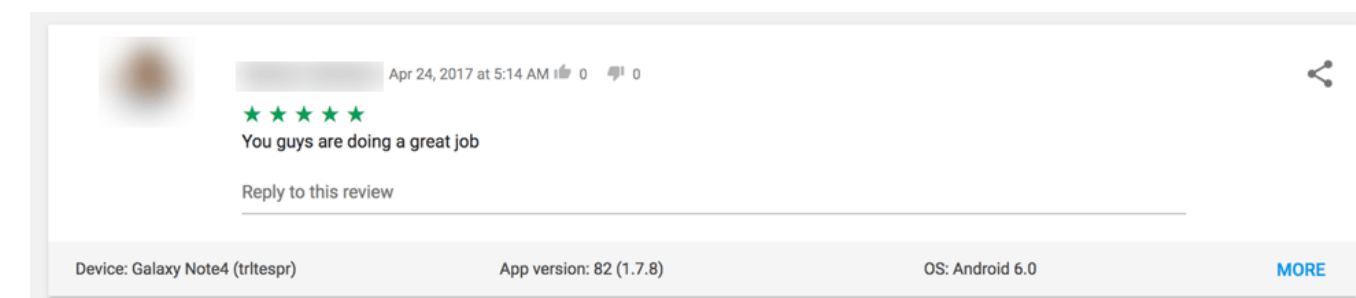 Apr 24, 2017 at 5:14 AM 0 0
You guys are doing a great job
Reply to this review
Device: Galaxy Note4 (trltespr) App version: 82 (1.7.8) OS: Android 6.0 MORE